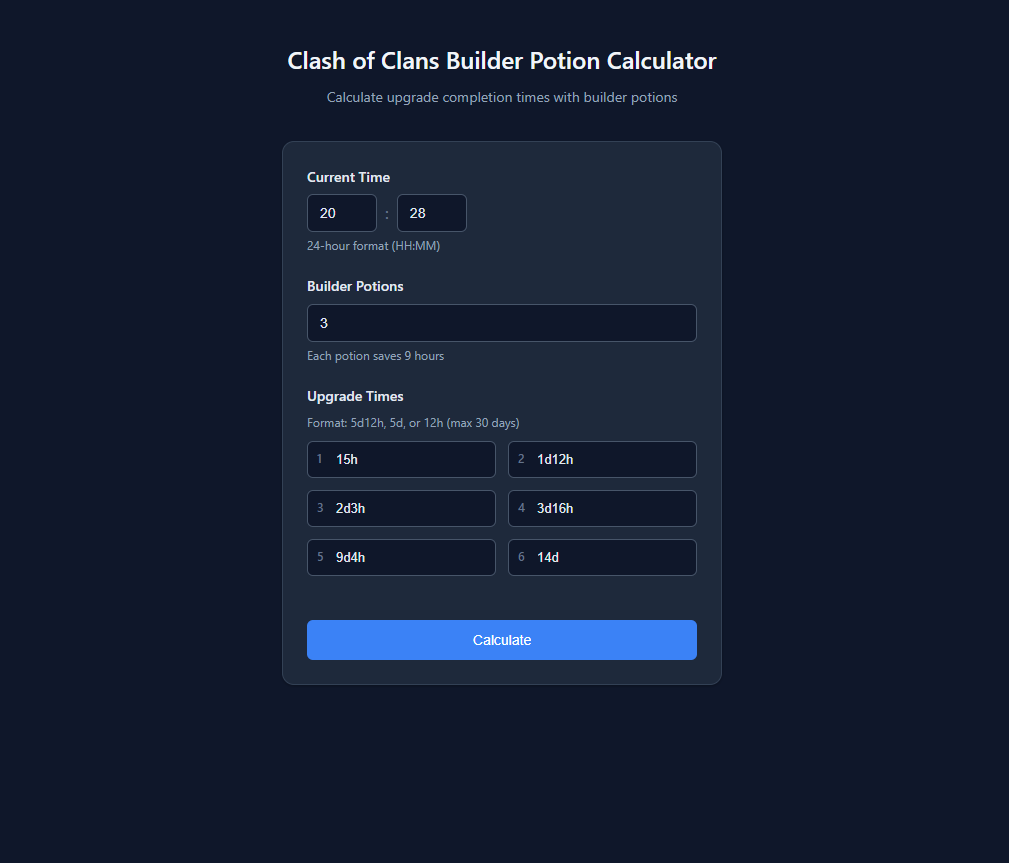 Clash of Clans Builder Potion Calculator
Calculate upgrade completion times with builder potions
Current Time
20 : 28
24-hour format (HH:MM)
Builder Potions
3
Each potion saves 9 hours
Upgrade Times
Format: 5d12h, 5d, or 12h (max 30 days)
1 15h 2 1d12h
3 2d3h 4 3d16h
5 9d4h 6 14d
Calculate